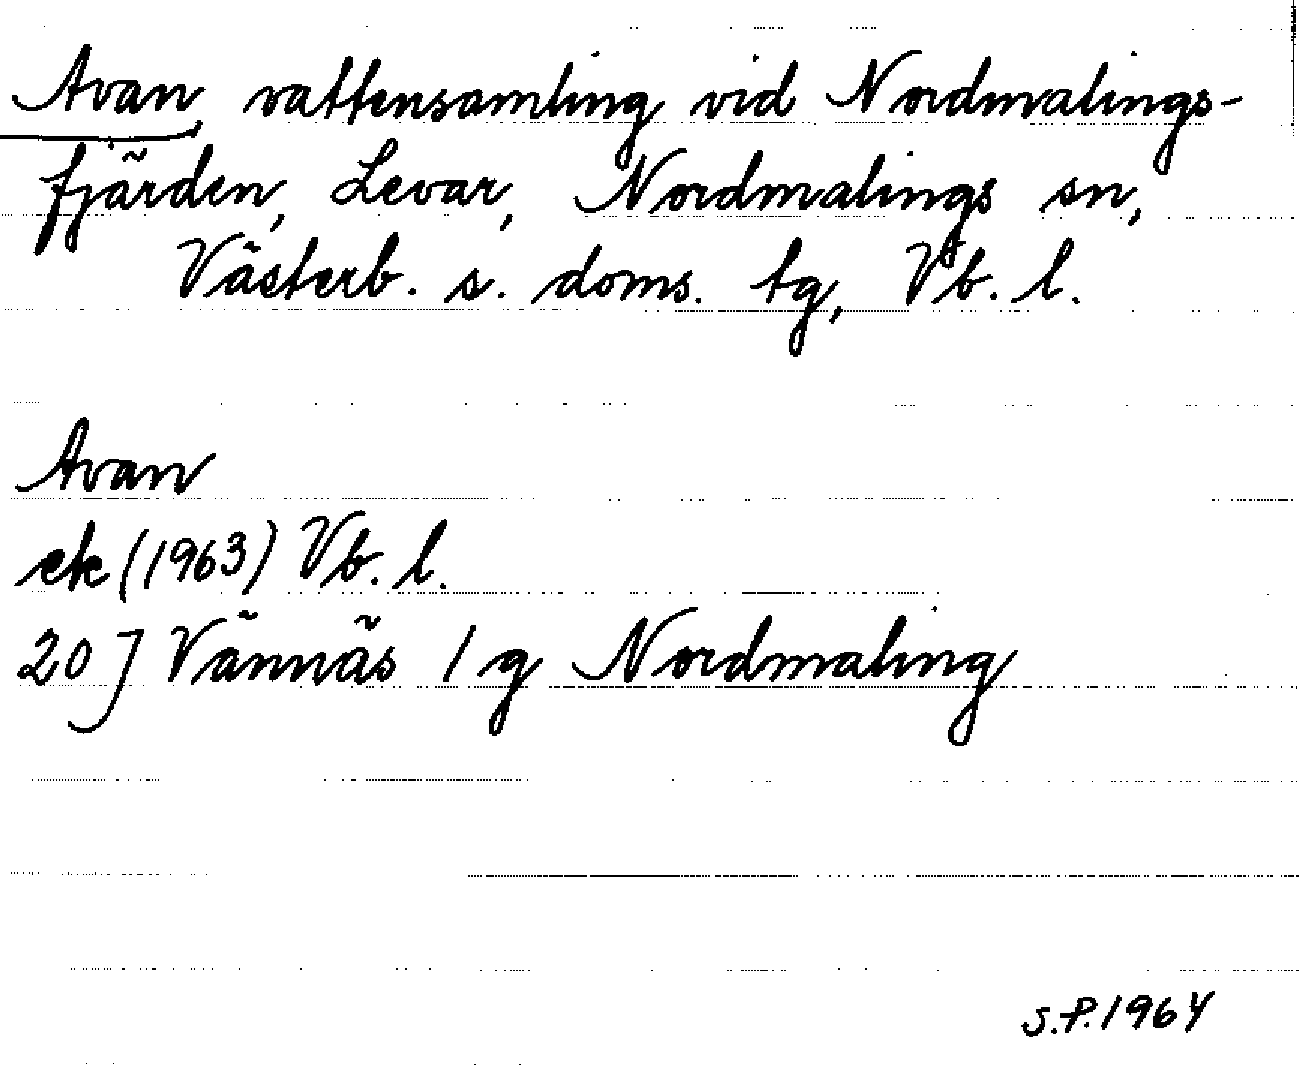 Avan, vattensamling vid Nordmalings-
fjärden, Levar, Nordmalings sn,
Västerb. s. doms. tg, Vb. l.
Avan
ek (1963) Vb. l.
20 J Vännäs 1 g Nordmaling
S.P. 1964